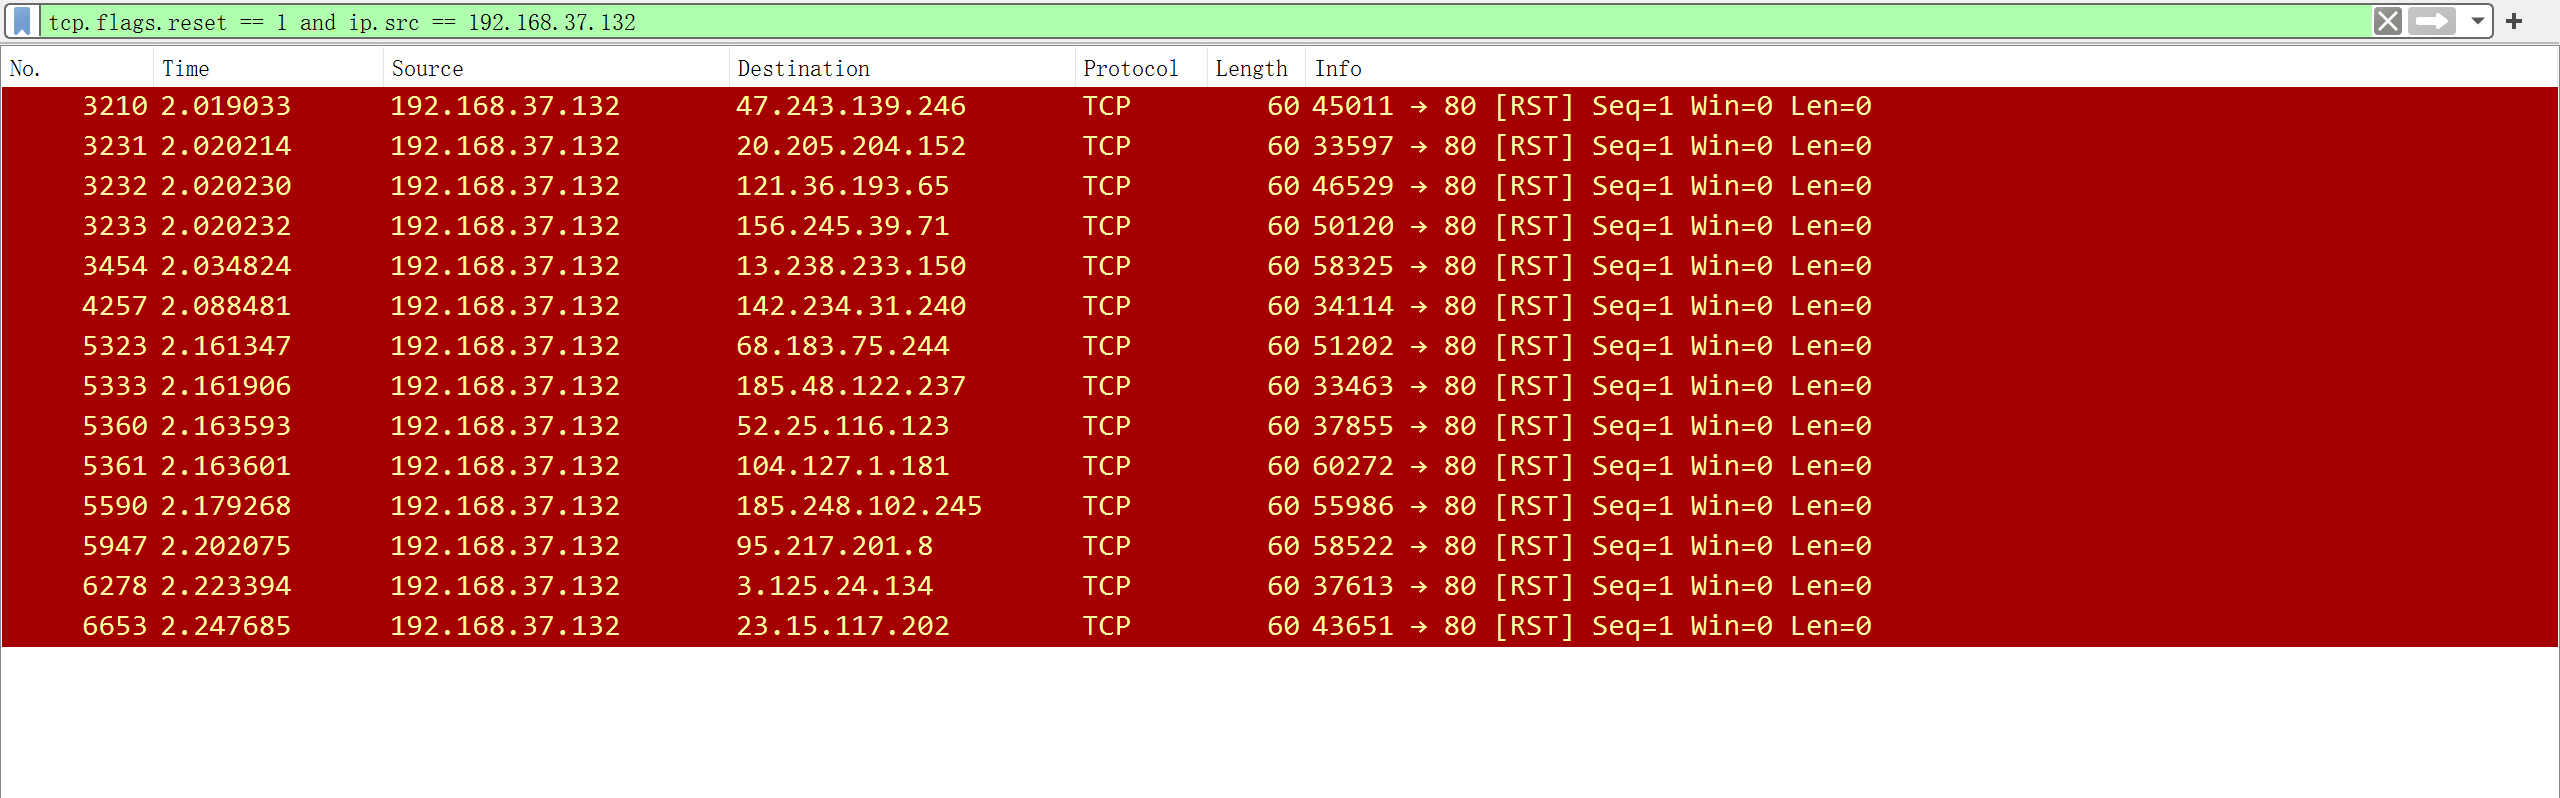 tcp.flags.reset == 1 and ip.src == 192.168.37.132
No. Time Source Destination Protocol Length Info
3210 2.019033 192.168.37.132 47.243.139.246 TCP 60 45011 → 80 [RST] Seq=1 Win=0 Len=0
3231 2.020214 192.168.37.132 20.205.204.152 TCP 60 33597 → 80 [RST] Seq=1 Win=0 Len=0
3232 2.020230 192.168.37.132 121.36.193.65 TCP 60 46529 → 80 [RST] Seq=1 Win=0 Len=0
3233 2.020232 192.168.37.132 156.245.39.71 TCP 60 50120 → 80 [RST] Seq=1 Win=0 Len=0
3454 2.034824 192.168.37.132 13.238.233.150 TCP 60 58325 → 80 [RST] Seq=1 Win=0 Len=0
4257 2.088481 192.168.37.132 142.234.31.240 TCP 60 34114 → 80 [RST] Seq=1 Win=0 Len=0
5323 2.161347 192.168.37.132 68.183.75.244 TCP 60 51202 → 80 [RST] Seq=1 Win=0 Len=0
5333 2.161906 192.168.37.132 185.48.122.237 TCP 60 33463 → 80 [RST] Seq=1 Win=0 Len=0
5360 2.163593 192.168.37.132 52.25.116.123 TCP 60 37855 → 80 [RST] Seq=1 Win=0 Len=0
5361 2.163601 192.168.37.132 104.127.1.181 TCP 60 60272 → 80 [RST] Seq=1 Win=0 Len=0
5590 2.179268 192.168.37.132 185.248.102.245 TCP 60 55986 → 80 [RST] Seq=1 Win=0 Len=0
5947 2.202075 192.168.37.132 95.217.201.8 TCP 60 58522 → 80 [RST] Seq=1 Win=0 Len=0
6278 2.223394 192.168.37.132 3.125.24.134 TCP 60 37613 → 80 [RST] Seq=1 Win=0 Len=0
6653 2.247685 192.168.37.132 23.15.117.202 TCP 60 43651 → 80 [RST] Seq=1 Win=0 Len=0